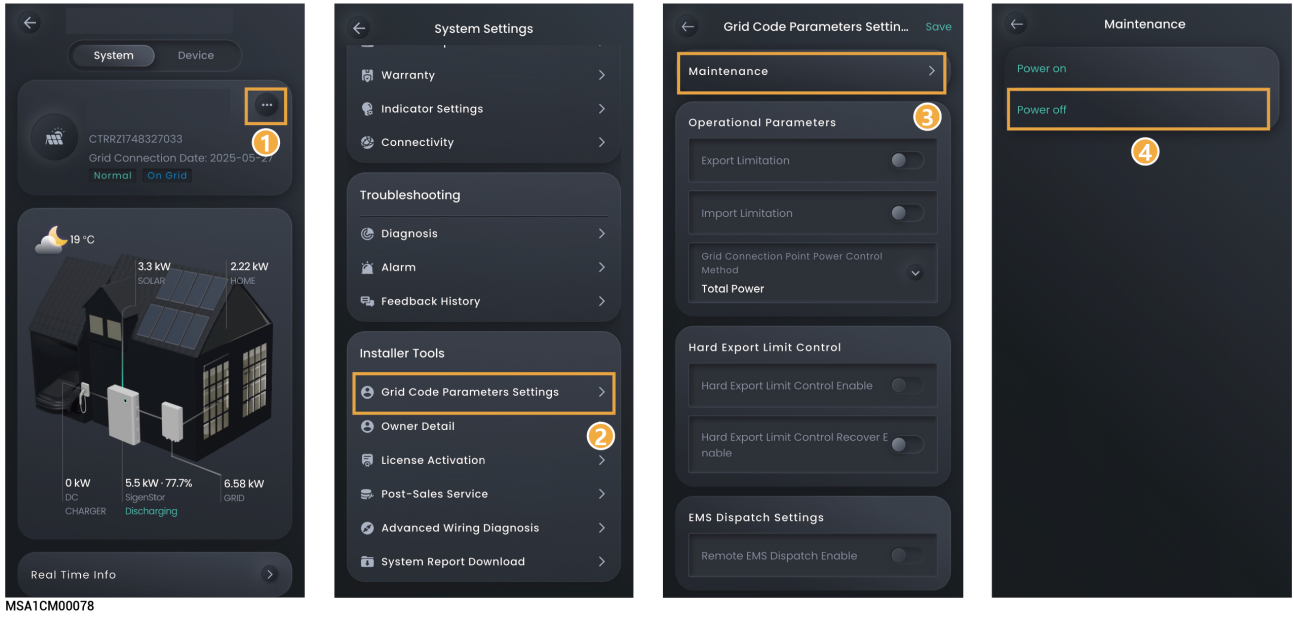 System
Device
...
1
CTRRZ1748327033
Grid Connection Date: 2025-05-27
Normal
On Grid
19 °C
3.3 kW
SOLAR
2.22 kW
HOME
0 kW
DC
CHARGER
5.5 kW · 77.7%
SigenStor
Discharging
6.58 kW
GRID
Real Time Info
MSA1CM00078
System Settings
Warranty
Indicator Settings
Connectivity
Troubleshooting
Diagnosis
Alarm
Feedback History
Installer Tools
Grid Code Parameters Settings
2
Owner Detail
License Activation
Post-Sales Service
Advanced Wiring Diagnosis
System Report Download
Grid Code Parameters Settin...
Save
Maintenance
3
Operational Parameters
Export Limitation
Import Limitation
Grid Connection Point Power Control
Method
Total Power
Hard Export Limit Control
Hard Export Limit Control Enable
Hard Export Limit Control Recover E
nable
EMS Dispatch Settings
Remote EMS Dispatch Enable
Maintenance
Power on
Power off
4